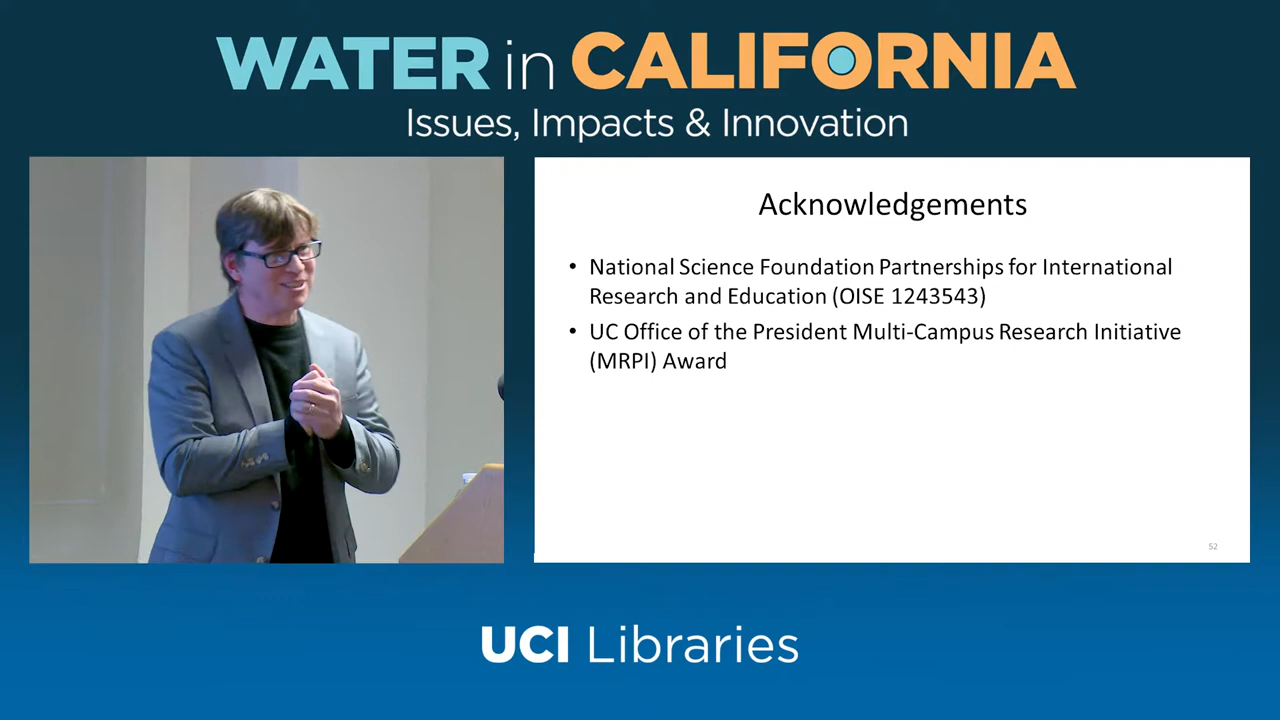 WATER in CALIFORNIA
Issues, Impacts & Innovation
Acknowledgements
• National Science Foundation Partnerships for International
Research and Education (OISE 1243543)
• UC Office of the President Multi-Campus Research Initiative
(MRPI) Award
52
UCI Libraries